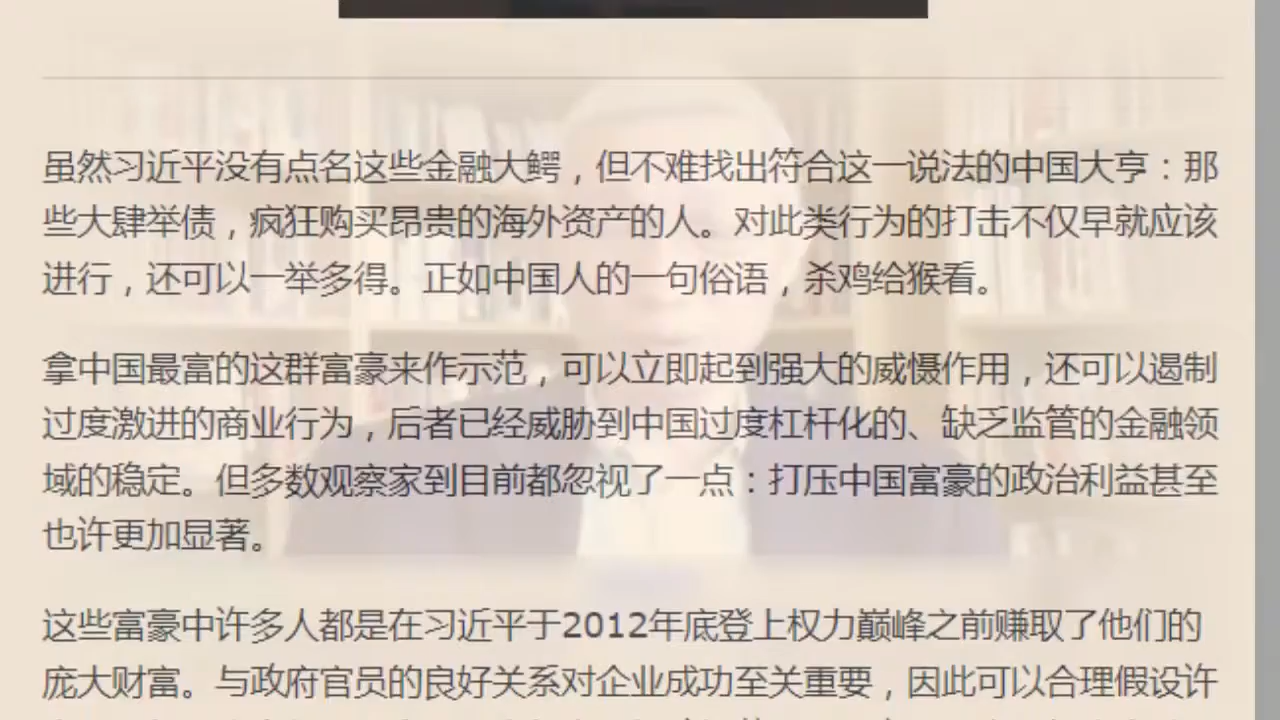 虽然习近平没有点名这些金融大鳄，但不难找出符合这一说法的中国大亨：那
些大肆举债，疯狂购买昂贵的海外资产的人。对此类行为的打击不仅早就应该
进行，还可以一举多得。正如中国人的一句俗语，杀鸡给猴看。
拿中国最富的这群富豪来作示范，可以立即起到强大的威慑作用，还可以遏制
过度激进的商业行为，后者已经威胁到中国过度杠杆化的、缺乏监管的金融领
域的稳定。但多数观察家到目前都忽视了一点：打压中国富豪的政治利益甚至
也许更加显著。
这些富豪中许多人都是在习近平于2012年底登上权力巅峰之前赚取了他们的
庞大财富。与政府官员的良好关系对企业成功至关重要，因此可以合理假设许